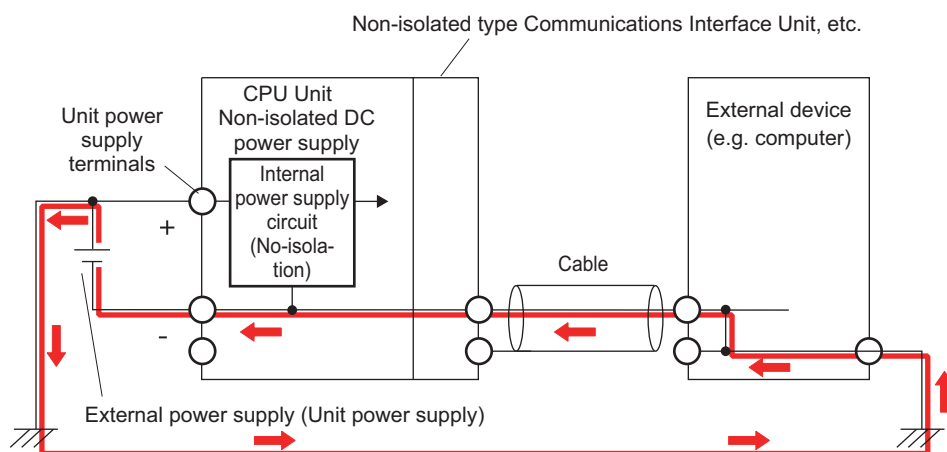 Non-isolated type Communications Interface Unit, etc.
CPU Unit
Non-isolated DC
power supply
Unit power
supply
terminals
External device
(e.g. computer)
Internal
power supply
circuit
(No-isola-
tion)
+
Cable
-
External power supply (Unit power supply)